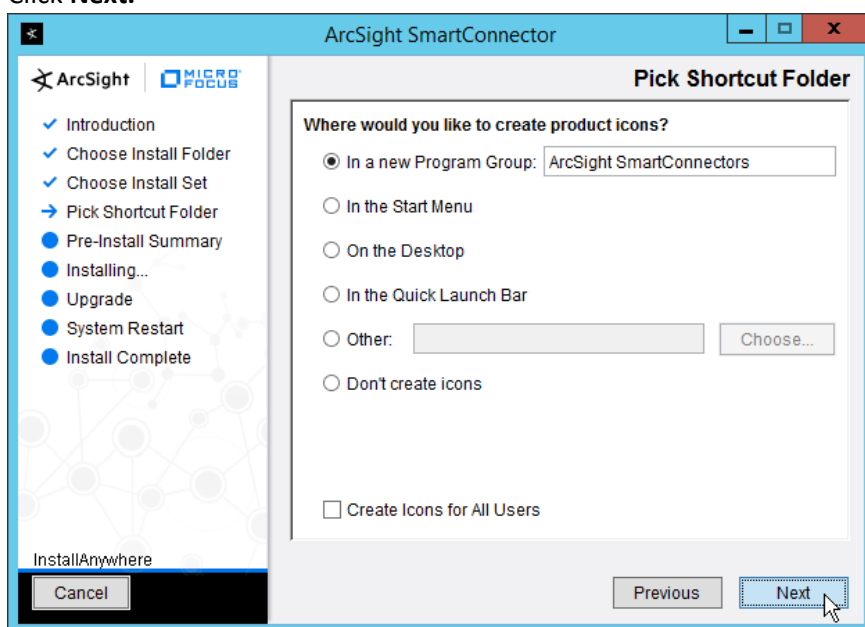 Click Next.
ArcSight SmartConnector
ArcSight MICRO FOCUS
Pick Shortcut Folder
Introduction
Choose Install Folder
Choose Install Set
Pick Shortcut Folder
Pre-Install Summary
Installing...
Upgrade
System Restart
Install Complete
Where would you like to create product icons?
In a new Program Group: ArcSight SmartConnectors
In the Start Menu
On the Desktop
In the Quick Launch Bar
Other: Choose...
Don't create icons
Create Icons for All Users
InstallAnywhere
Cancel Previous Next